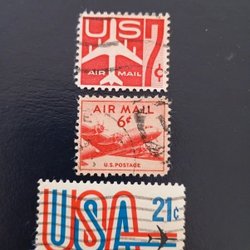 US
7¢
AIR MAIL
AIR MAIL
6¢
U.S. POSTAGE
21¢
USA